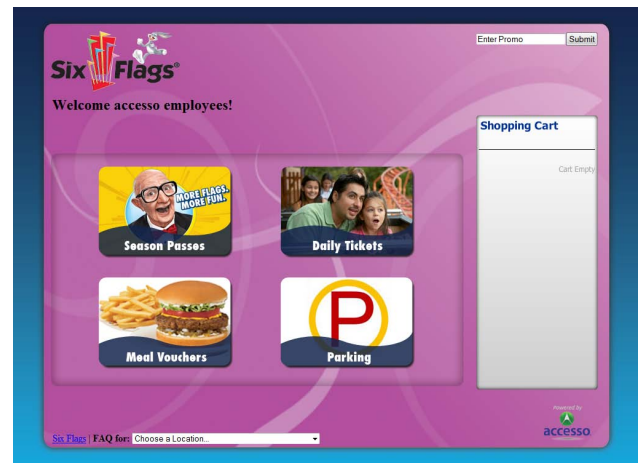 Six Flags®
Enter Promo Submit
Welcome accesso employees!
Shopping Cart
Cart Empty
MORE FLAGS.
MORE FUN.
Season Passes
Daily Tickets
Meal Vouchers
P
Parking
Powered by
accesso
Six Flags | FAQ for: Choose a Location...